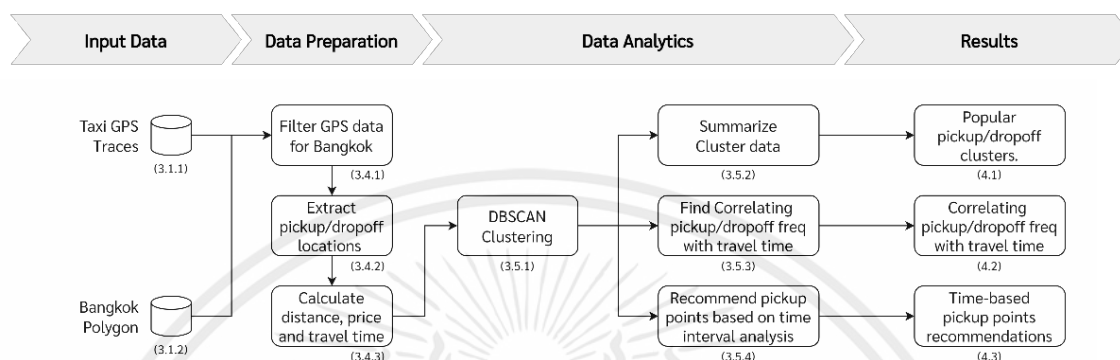 Input Data
Data Preparation
Data Analytics
Results
Taxi GPS
Traces
(3.1.1)
Bangkok
Polygon
(3.1.2)
Filter GPS data
for Bangkok
(3.4.1)
Extract
pickup/dropoff
locations
(3.4.2)
Calculate
distance, price
and travel time
(3.4.3)
DBSCAN
Clustering
(3.5.1)
Summarize
Cluster data
(3.5.2)
Find Correlating
pickup/dropoff freq
with travel time
(3.5.3)
Recommend pickup
points based on time
interval analysis
(3.5.4)
Popular
pickup/dropoff
clusters.
(4.1)
Correlating
pickup/dropoff freq
with travel time
(4.2)
Time-based
pickup points
recommendations
(4.3)